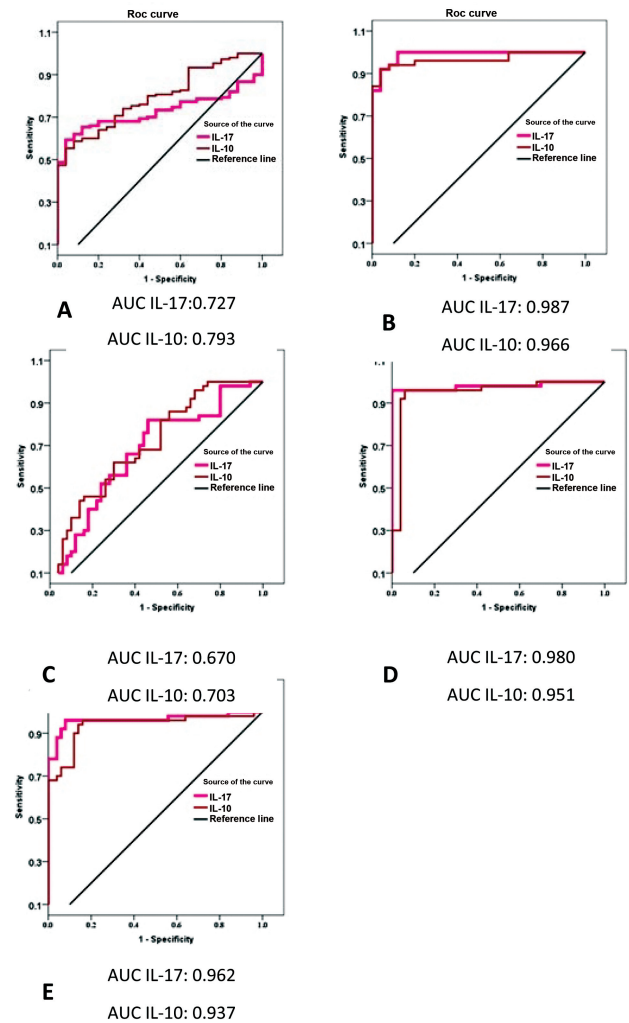 Roc curve
1.1
0.9
0.7
0.5
0.3
0.1
Sensitivity
Source of the curve
IL-17
IL-10
Reference line
0.0 0.2 0.4 0.6 0.8 1.0
1 - Specificity
A
AUC IL-17:0.727
AUC IL-10: 0.793
Roc curve
1.1
0.9
0.7
0.5
0.3
0.1
Sensitivity
Source of the curve
IL-17
IL-10
Reference line
0.0 0.2 0.4 0.6 0.8 1.0
1 - Specificity
B
AUC IL-17: 0.987
AUC IL-10: 0.966
1.1
0.9
0.7
0.5
0.3
0.1
Sensitivity
Source of the curve
IL-17
IL-10
Reference line
0.0 0.2 0.4 0.6 0.8 1.0
1 - Specificity
C
AUC IL-17: 0.670
AUC IL-10: 0.703
1.1
0.9
0.7
0.5
0.3
0.1
Sensitivity
Source of the curve
IL-17
IL-10
Reference line
0.0 0.2 0.4 0.6 0.8 1.0
1 - Specificity
D
AUC IL-17: 0.980
AUC IL-10: 0.951
0.9
0.7
0.5
0.3
0.1
Sensitivity
Source of the curve
IL-17
IL-10
Reference line
0.0 0.2 0.4 0.6 0.8 1.0
1 - Specificity
E
AUC IL-17: 0.962
AUC IL-10: 0.937